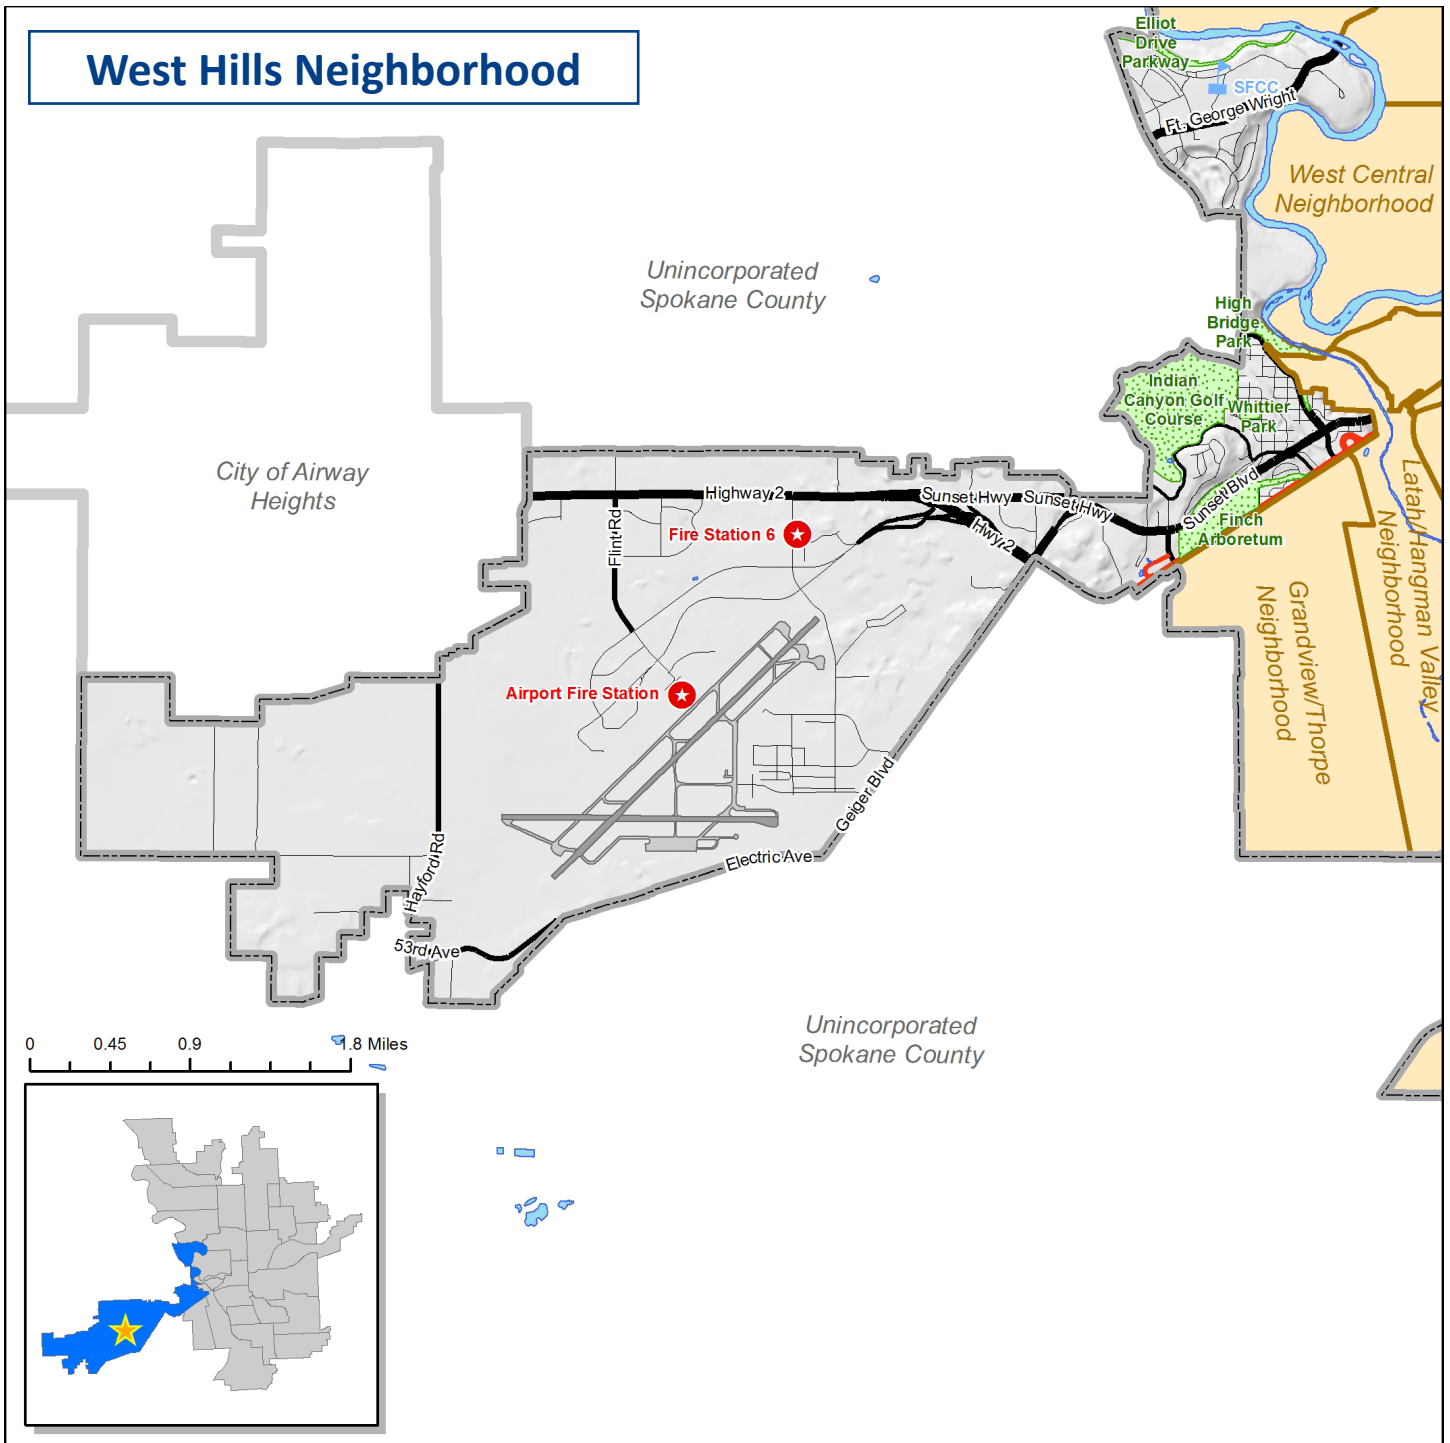 West Hills Neighborhood
Elliot
Drive
Parkway
SFCC
Ft. George Wright
West Central
Neighborhood
Unincorporated
Spokane County
High
Bridge
Park
Indian
Canyon Golf
Course
Whittier
Park
City of Airway
Heights
Highway 2
Sunset Hwy
Sunset Hwy
Sunset Blvd
Hwy 2
Flint Rd
Fire Station 6
Finch
Arboretum
Latah/Hangman Valley
Neighborhood
Grandview/Thorpe
Neighborhood
Airport Fire Station
Geiger Blvd
Electric Ave
Hayford Rd
53rd Ave
Unincorporated
Spokane County
0 0.45 0.9 1.8 Miles